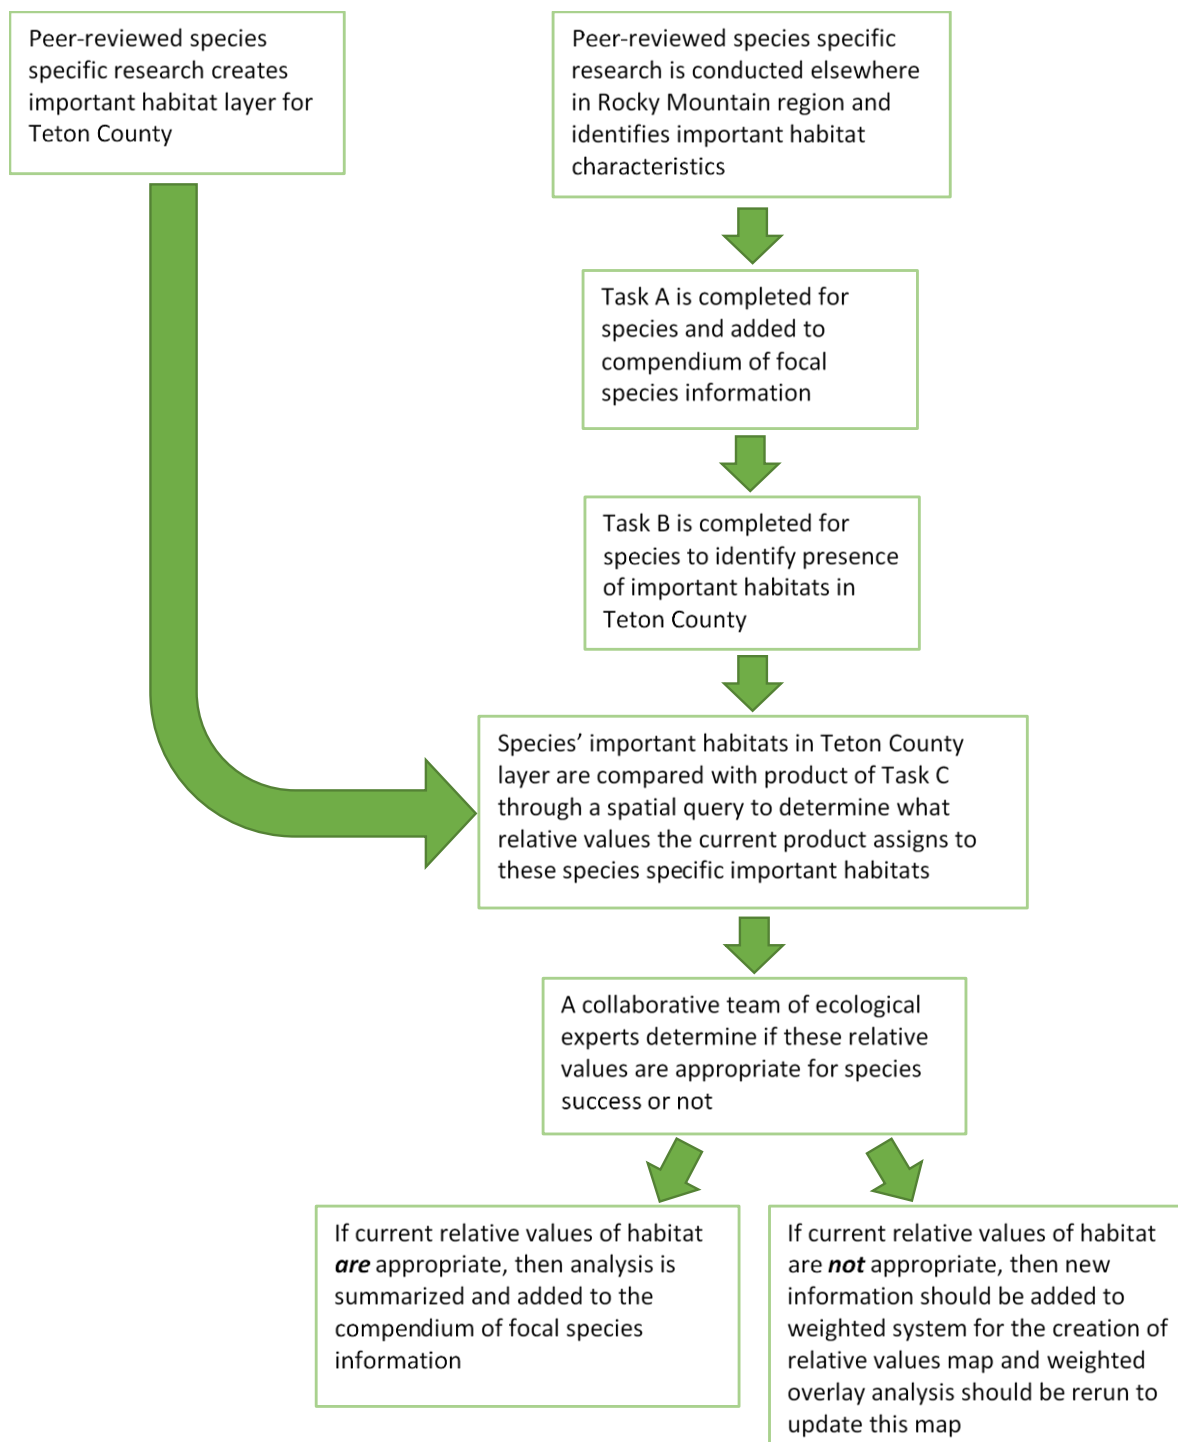 Peer-reviewed species
specific research creates
important habitat layer for
Teton County
Peer-reviewed species specific
research is conducted elsewhere
in Rocky Mountain region and
identifies important habitat
characteristics
Task A is completed for
species and added to
compendium of focal
species information
Task B is completed for
species to identify presence
of important habitats in
Teton County
Species’ important habitats in Teton County
layer are compared with product of Task C
through a spatial query to determine what
relative values the current product assigns to
these species specific important habitats
A collaborative team of ecological
experts determine if these relative
values are appropriate for species
success or not
If current relative values of habitat
are appropriate, then analysis is
summarized and added to the
compendium of focal species
information
If current relative values of habitat
are not appropriate, then new
information should be added to
weighted system for the creation of
relative values map and weighted
overlay analysis should be rerun to
update this map